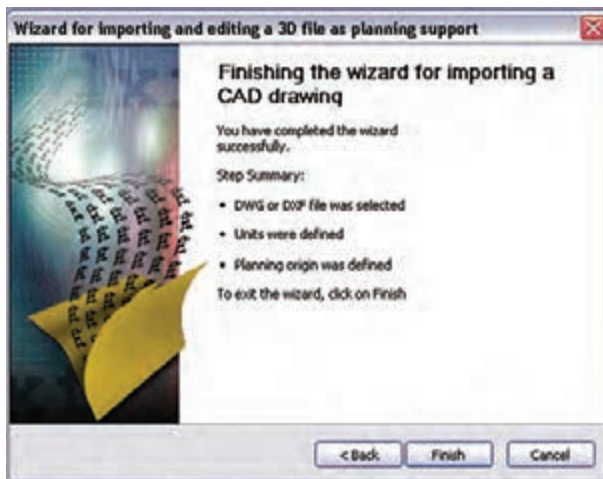 Wizard for importing and editing a 3D file as planning support
Finishing the wizard for importing a
CAD drawing
You have completed the wizard
successfully.
Step Summary:
• DWG or DXF file was selected
• Units were defined
• Planning origin was defined
To exit the wizard, click on Finish
< Back
Finish
Cancel